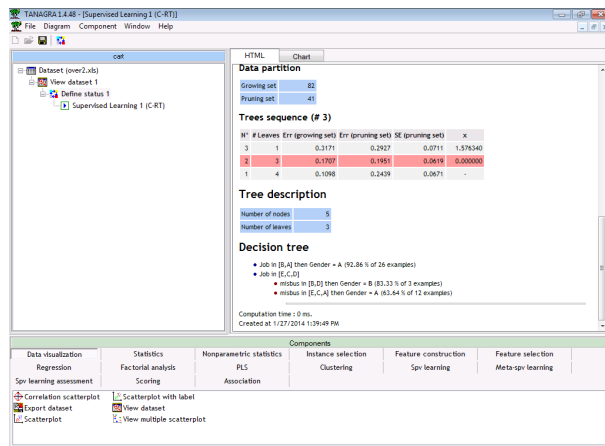 TANAGRA 1.4.48 - [Supervised Learning 1 (C-RT)]
File Diagram Component Window Help
cart
Dataset (over2.xls)
View dataset 1
Define status 1
Supervised Learning 1 (C-RT)
HTML Chart
Data partition
Growing set 82
Pruning set 41
Trees sequence (# 3)
N° # Leaves Err (growing set) Err (pruning set) SE (pruning set) x
3 1 0.3171 0.2927 0.0711 1.576340
2 3 0.1707 0.1951 0.0619 0.000000
1 4 0.1098 0.2439 0.0671 -
Tree description
Number of nodes 5
Number of leaves 3
Decision tree
Job in [B,A] then Gender = A (92.86 % of 26 examples)
Job in [E,C,D]
misbus in [B,D] then Gender = B (83.33 % of 3 examples)
misbus in [E,C,A] then Gender = A (63.64 % of 12 examples)
Computation time : 0 ms.
Created at 1/27/2014 1:39:49 PM
Components
Data visualization Statistics Nonparametric statistics Instance selection Feature construction Feature selection
Regression Factorial analysis PLS Clustering Spv learning Meta-spv learning
Spv learning assessment Scoring Association
Correlation scatterplot Scatterplot with label
Export dataset View dataset
Scatterplot View multiple scatterplot